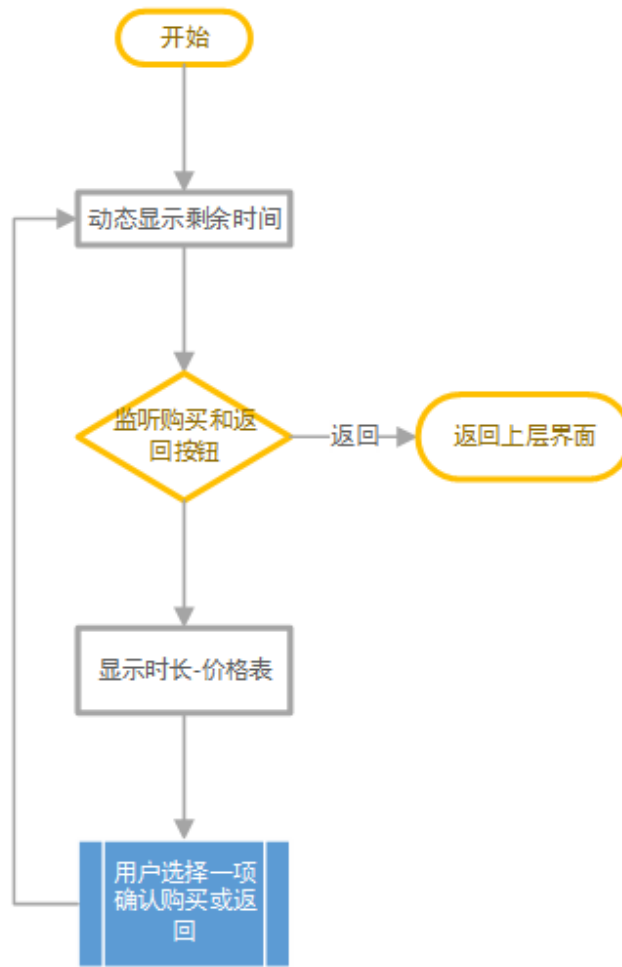 开始
动态显示剩余时间
监听购买和返
回按钮
返回
返回上层界面
显示时长-价格表
用户选择一项
确认购买或返
回